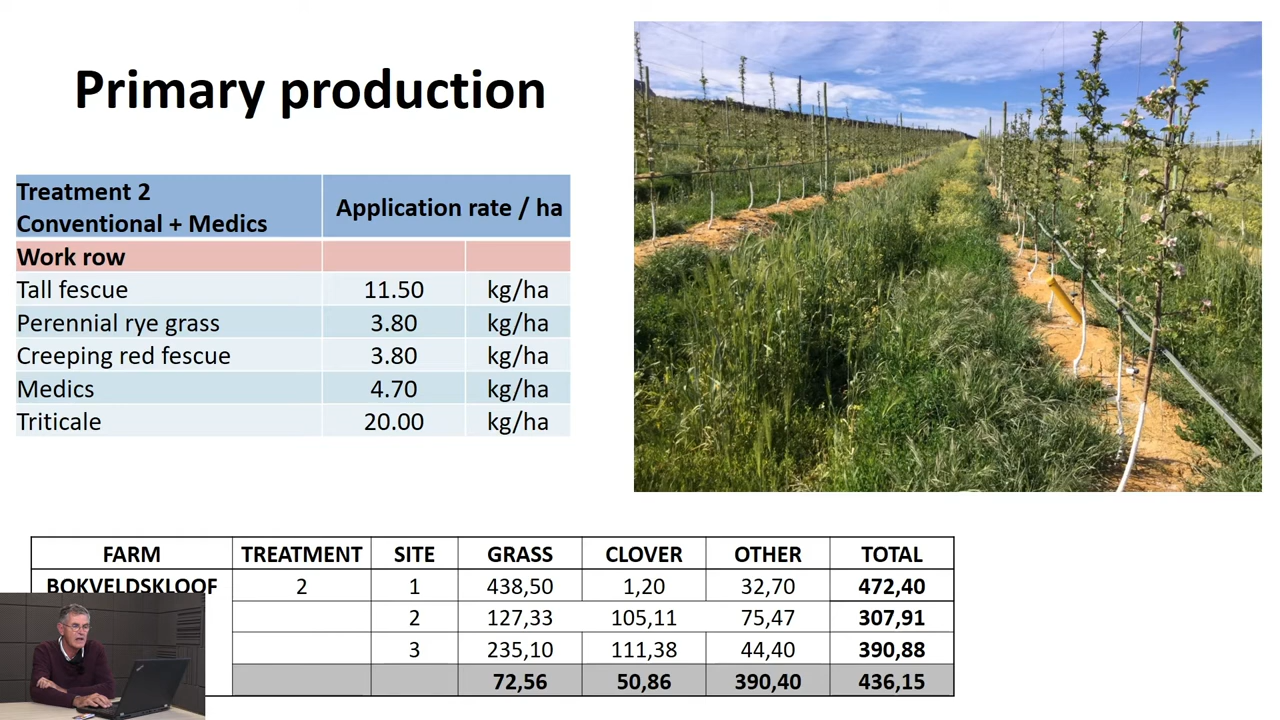 Primary production
Treatment 2
Conventional + Medics
Application rate / ha
Work row
Tall fescue 11.50 kg/ha
Perennial rye grass 3.80 kg/ha
Creeping red fescue 3.80 kg/ha
Medics 4.70 kg/ha
Triticale 20.00 kg/ha
FARM TREATMENT SITE GRASS CLOVER OTHER TOTAL
BOKVELDSKLOOF 2 1 438,50 1,20 32,70 472,40
2 127,33 105,11 75,47 307,91
3 235,10 111,38 44,40 390,88
72,56 50,86 390,40 436,15